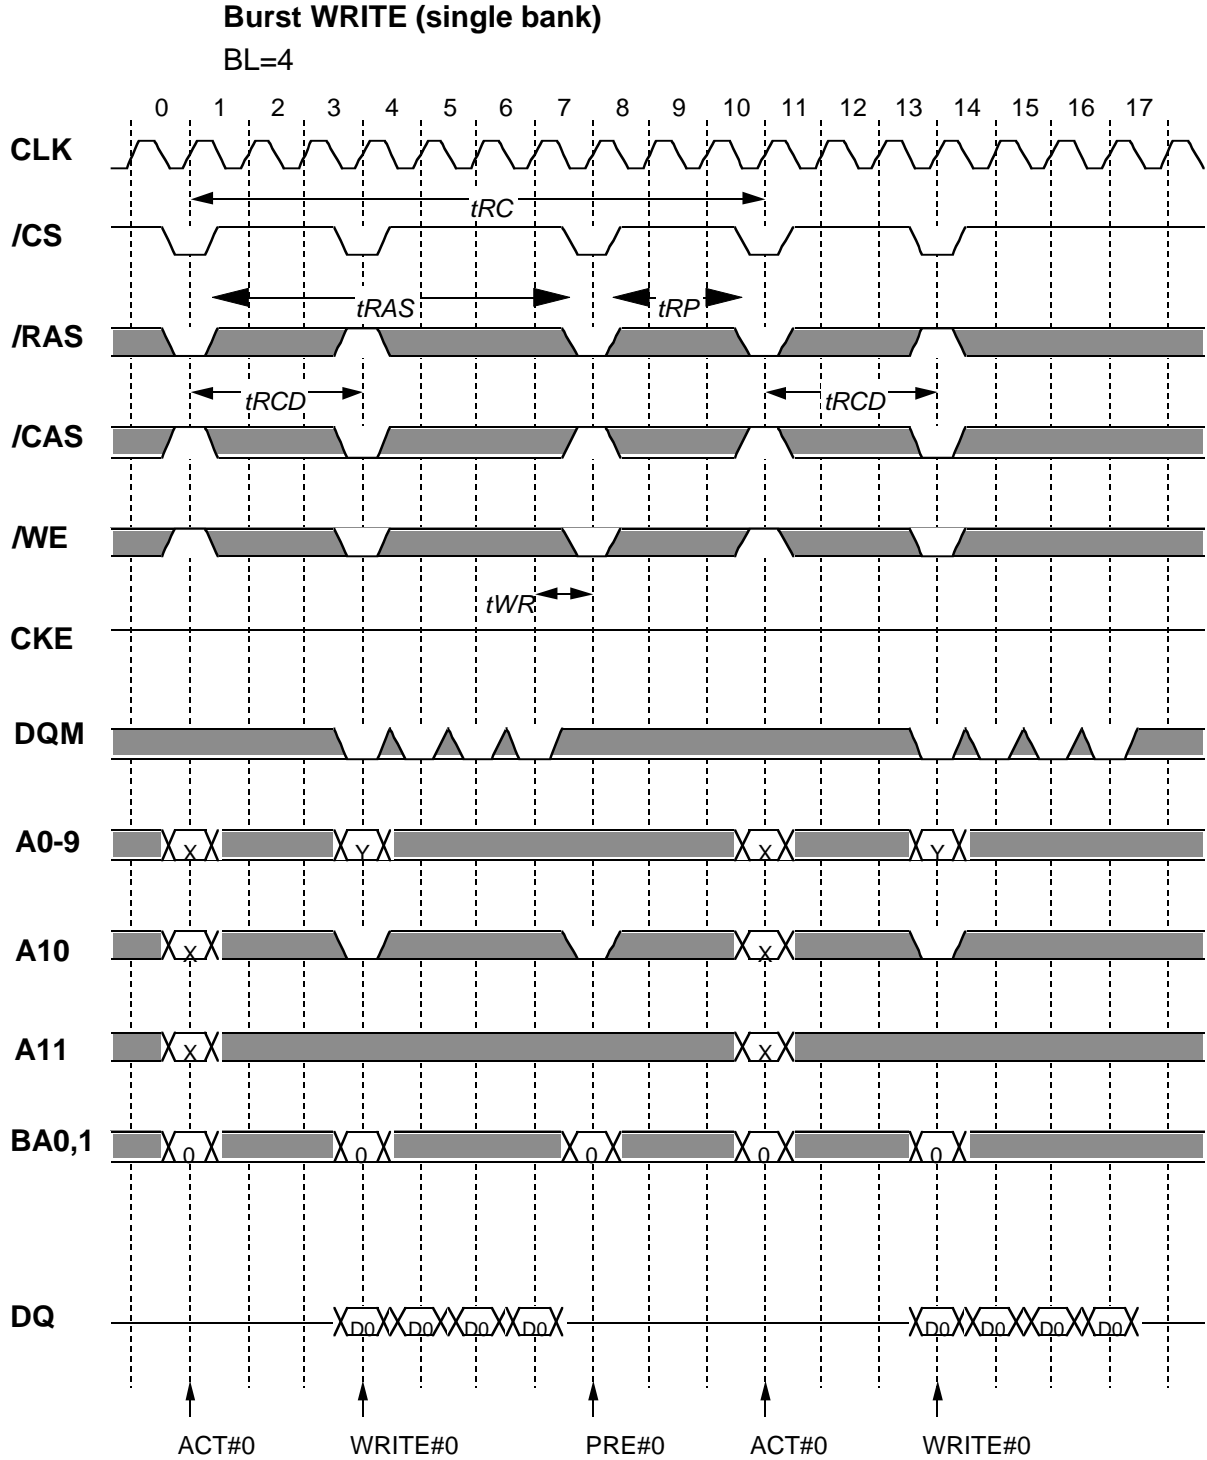 Burst WRITE (single bank)
BL=4
0 1 2 3 4 5 6 7 8 9 10 11 12 13 14 15 16 17
CLK
tRC
/CS
tRAS tRP
/RAS
tRCD tRCD
/CAS
/WE
tWR
CKE
DQM
A0-9 X Y X Y
A10 X X
A11 X X
BA0,1 0 0 0 0 0
DQ D0 D0 D0 D0 D0 D0 D0 D0
ACT#0 WRITE#0 PRE#0 ACT#0 WRITE#0